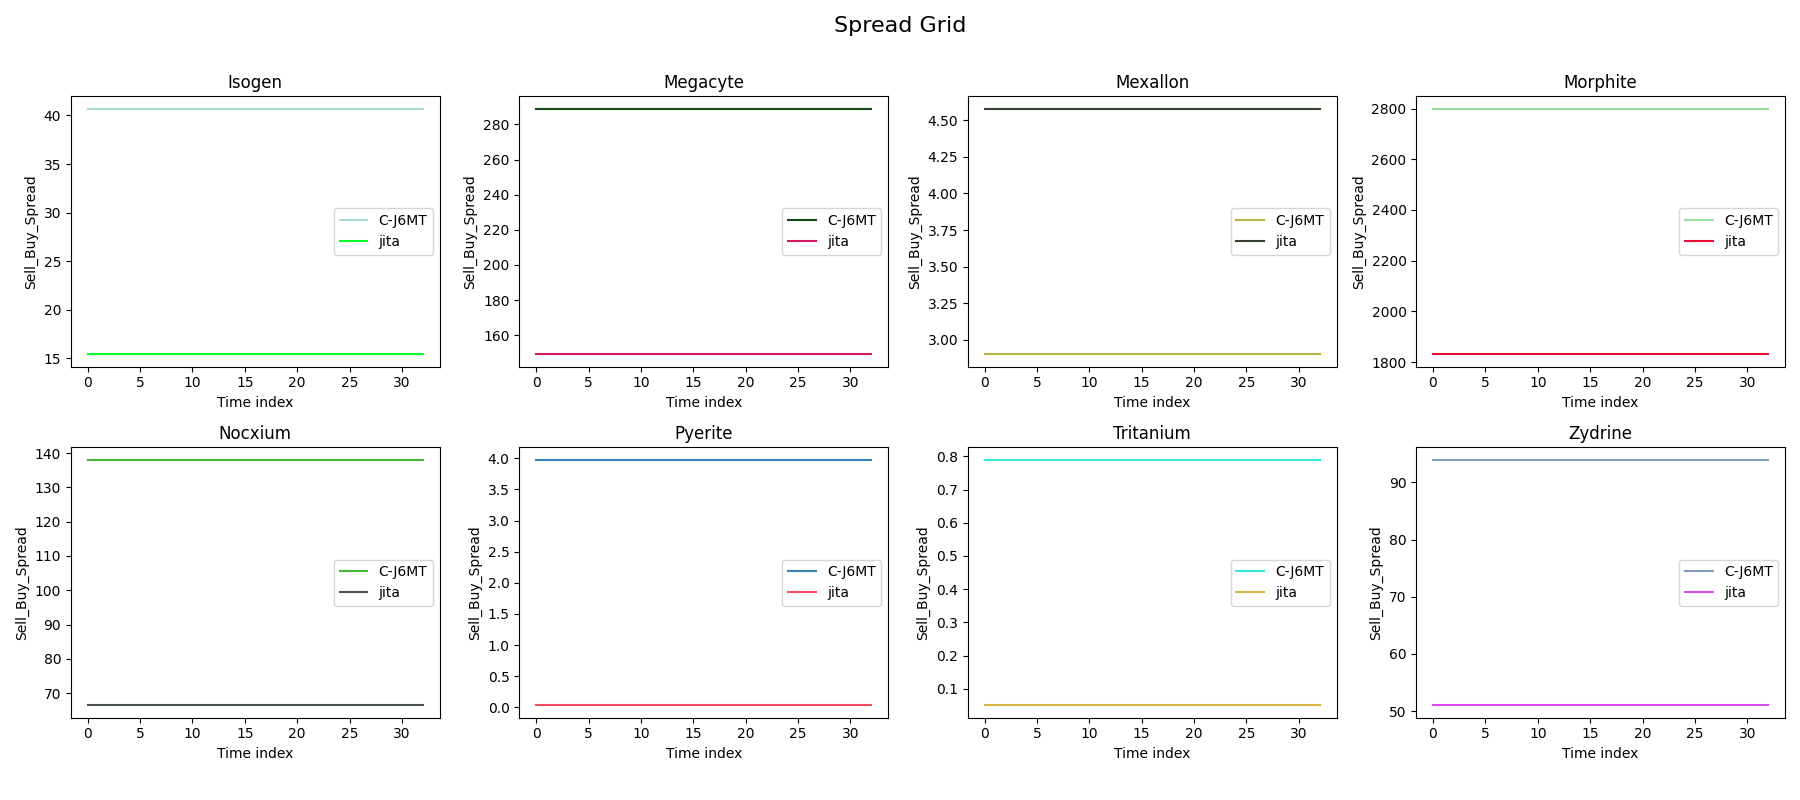 Spread Grid
Isogen
Sell_Buy_Spread
40
35
30
25
20
15
C-J6MT
jita
0 5 10 15 20 25 30
Time index
Megacyte
Sell_Buy_Spread
280
260
240
220
200
180
160
C-J6MT
jita
0 5 10 15 20 25 30
Time index
Mexallon
Sell_Buy_Spread
4.50
4.25
4.00
3.75
3.50
3.25
3.00
C-J6MT
jita
0 5 10 15 20 25 30
Time index
Morphite
Sell_Buy_Spread
2800
2600
2400
2200
2000
1800
C-J6MT
jita
0 5 10 15 20 25 30
Time index
Nocxium
Sell_Buy_Spread
140
130
120
110
100
90
80
70
C-J6MT
jita
0 5 10 15 20 25 30
Time index
Pyerite
Sell_Buy_Spread
4.0
3.5
3.0
2.5
2.0
1.5
1.0
0.5
0.0
C-J6MT
jita
0 5 10 15 20 25 30
Time index
Tritanium
Sell_Buy_Spread
0.8
0.7
0.6
0.5
0.4
0.3
0.2
0.1
C-J6MT
jita
0 5 10 15 20 25 30
Time index
Zydrine
Sell_Buy_Spread
90
80
70
60
50
C-J6MT
jita
0 5 10 15 20 25 30
Time index